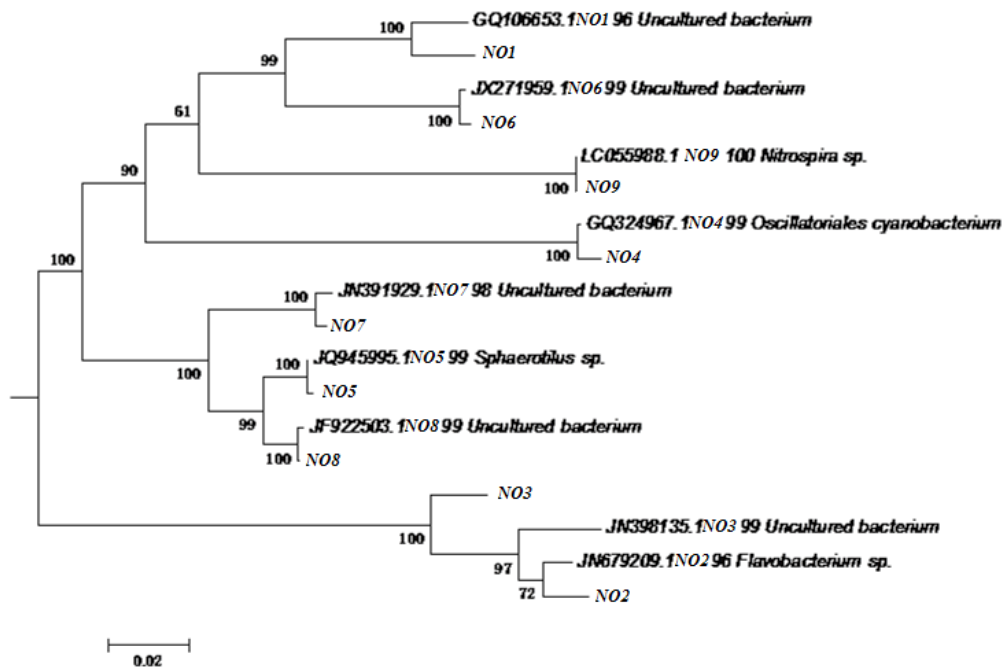 GQ106653.1NO1 96 Uncultured bacterium
100
NO1
99
JX271959.1NO6 99 Uncultured bacterium
61
100
NO6
LC055988.1 NO9 100 Nitrospira sp.
90
100
NO9
GQ324967.1NO4 99 Oscillatoriales cyanobacterium
100
NO4
100
JN391929.1NO7 98 Uncultured bacterium
100
NO7
JQ945995.1NO5 99 Sphaerotilus sp.
100
100
NO5
99
JF922503.1NO8 99 Uncultured bacterium
100
NO8
NO3
100
JN398135.1NO3 99 Uncultured bacterium
97
JN679209.1NO2 96 Flavobacterium sp.
72
NO2
0.02